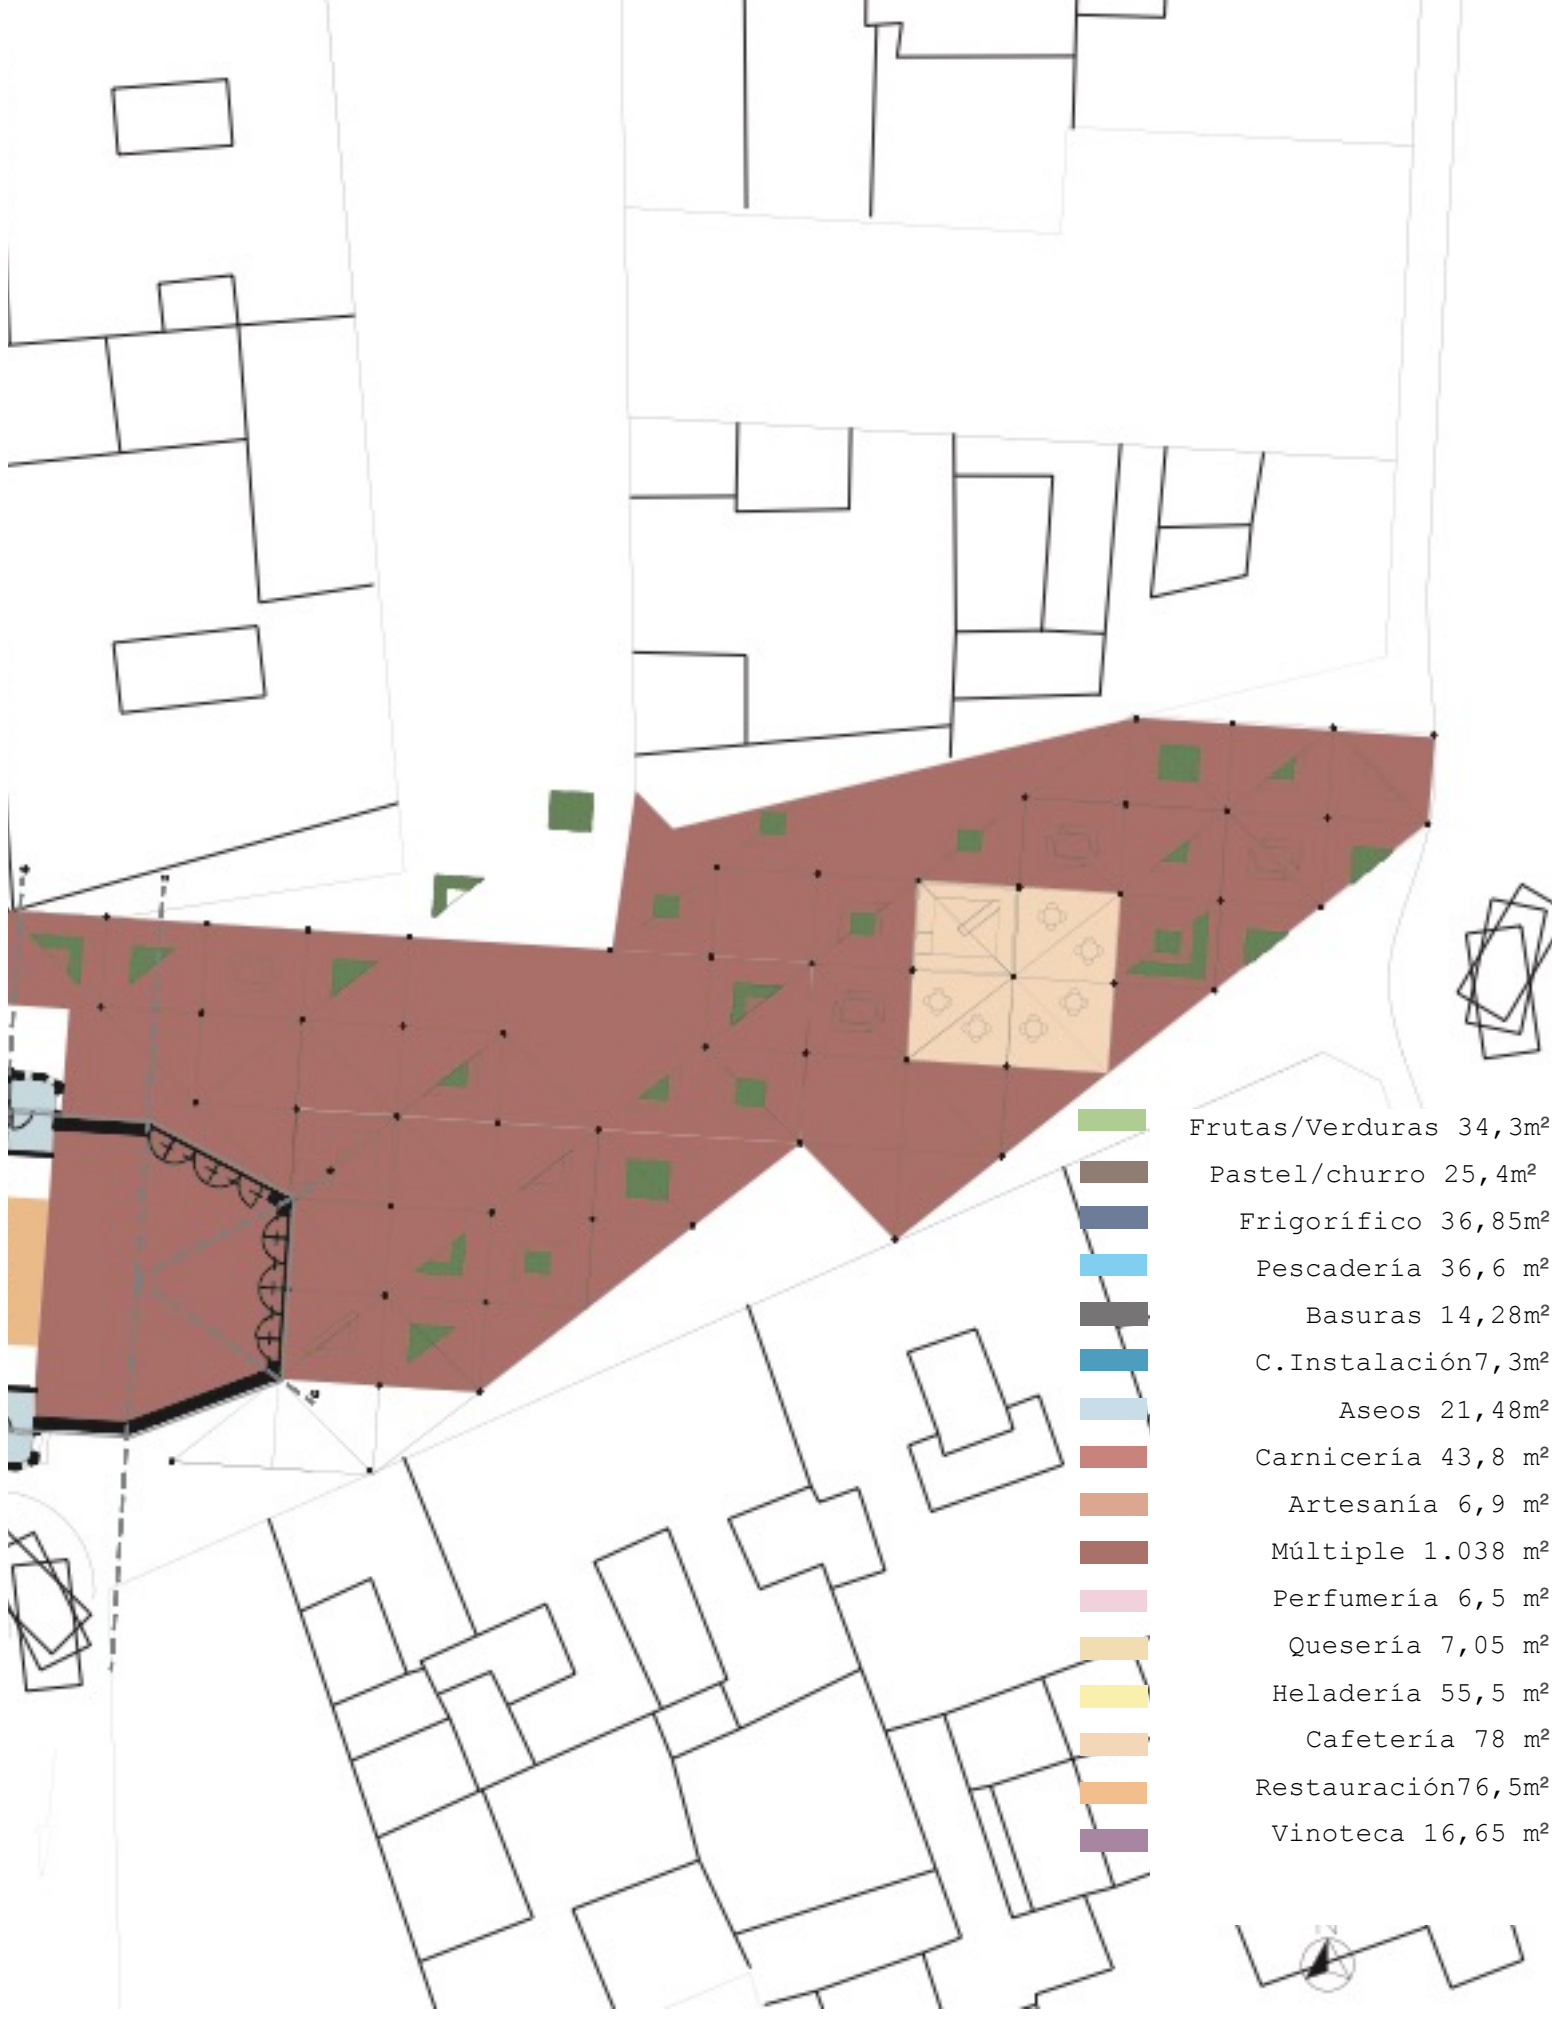 Frutas/Verduras 34,3m²
Pastel/churro 25,4m²
Frigorífico 36,85m²
Pescadería 36,6 m²
Basuras 14,28m²
C.Instalación7,3m²
Aseos 21,48m²
Carnicería 43,8 m²
Artesanía 6,9 m²
Múltiple 1.038 m²
Perfumería 6,5 m²
Quesería 7,05 m²
Heladería 55,5 m²
Cafetería 78 m²
Restauración76,5m²
Vinoteca 16,65 m²